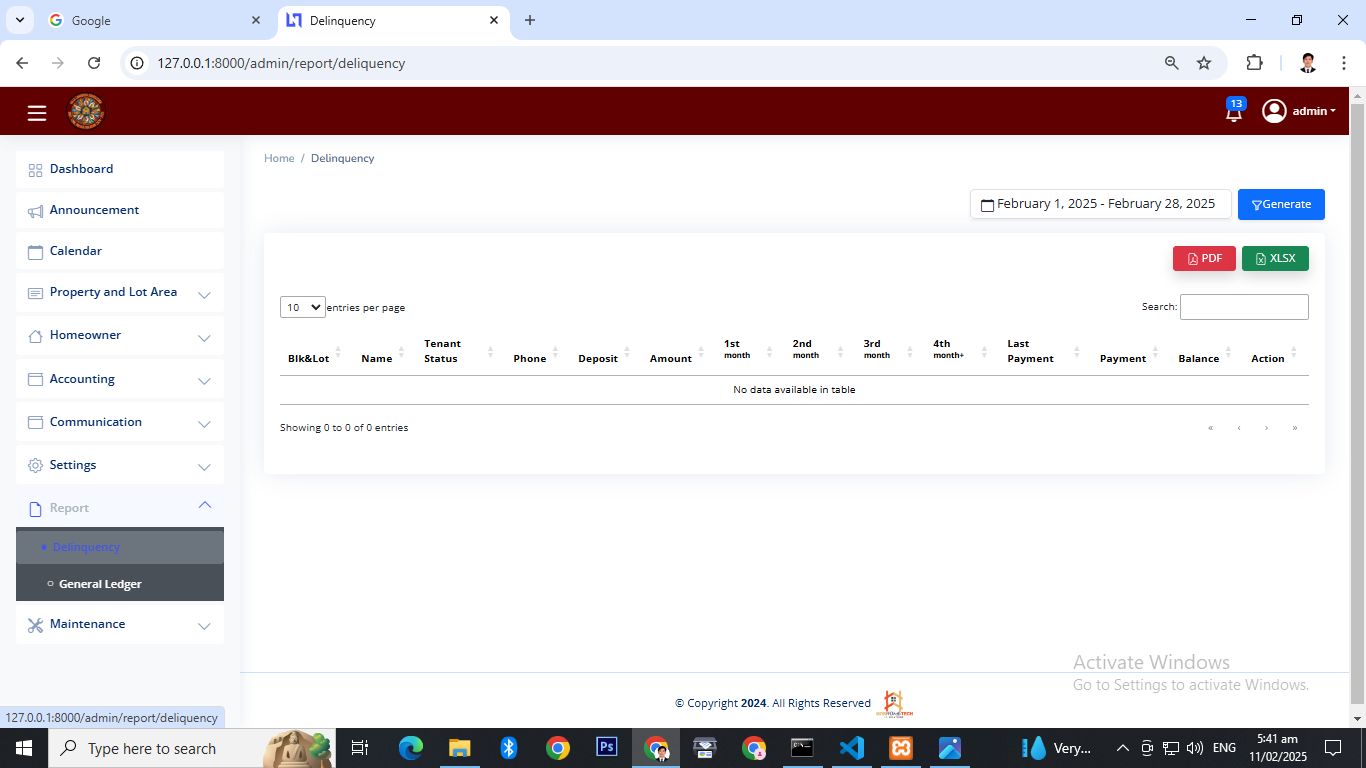 Google
Delinquency
127.0.0.1:8000/admin/report/deliquency
13
admin
Dashboard
Announcement
Calendar
Property and Lot Area
Homeowner
Accounting
Communication
Settings
Report
Delinquency
General Ledger
Maintenance
Home / Delinquency
February 1, 2025 - February 28, 2025
Generate
PDF
XLSX
10 entries per page
Search:
Blk&Lot Name Tenant Status Phone Deposit Amount 1st month 2nd month 3rd month 4th month+ Last Payment Payment Balance Action
No data available in table
Showing 0 to 0 of 0 entries
« ‹ › »
Activate Windows
Go to Settings to activate Windows.
© Copyright 2024. All Rights Reserved
127.0.0.1:8000/admin/report/deliquency
Type here to search
Ps
Very...
ENG
5:41 am
11/02/2025